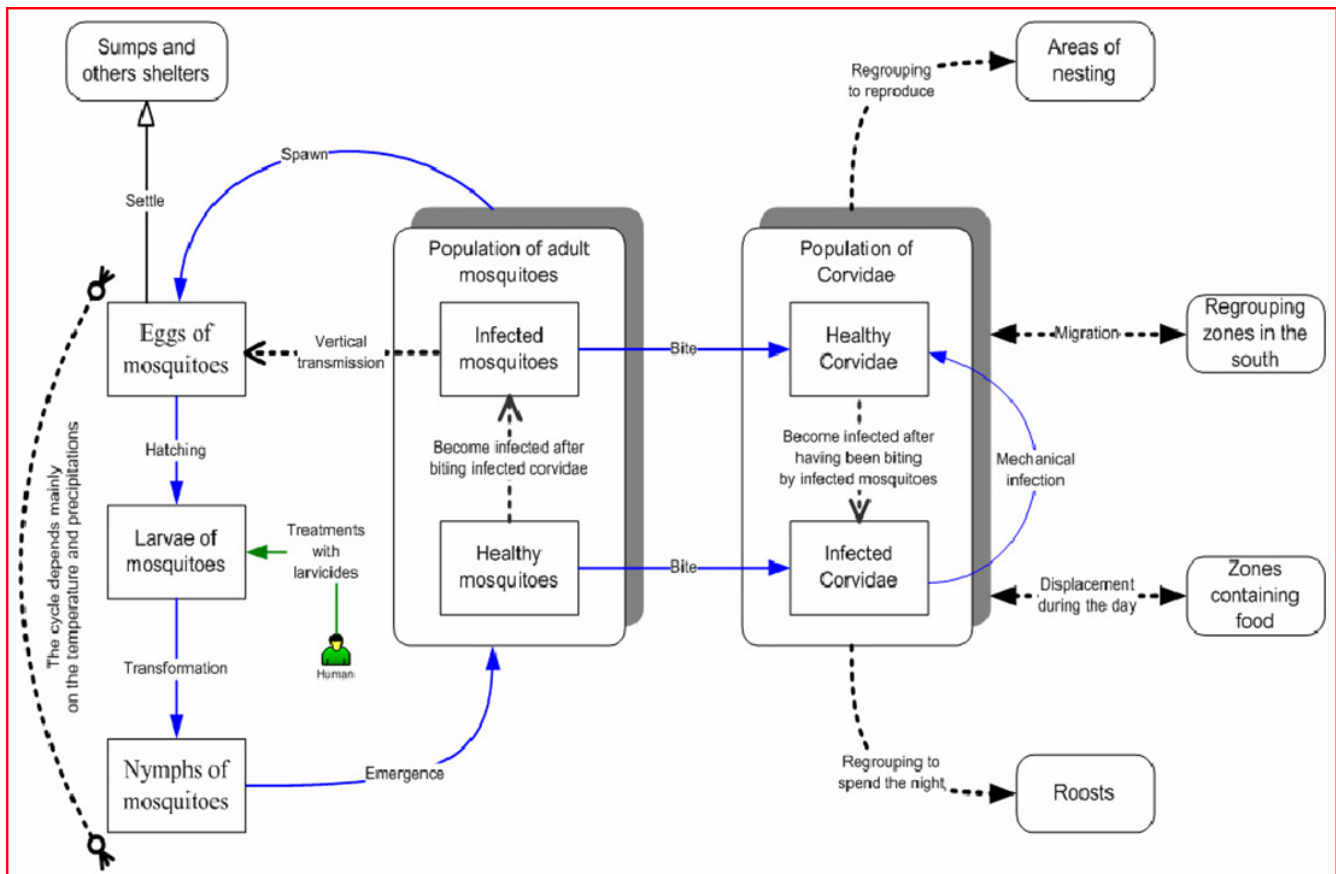 Sumps and
others shelters
Areas of
nesting
Regrouping
to reproduce
Spawn
Settle
Population of adult
mosquitoes
Population of
Corvidae
Eggs of
mosquitoes
Vertical
transmission
Infected
mosquitoes
Bite
Healthy
Corvidae
Migration
Regrouping
zones in the
south
Hatching
Become infected after
biting infected corvidae
Become infected after
having been biting
by infected mosquitoes
Mechanical
infection
The cycle depends mainly
on the temperature and precipitations
Larvae of
mosquitoes
Treatments
with
larvicides
Healthy
mosquitoes
Bite
Infected
Corvidae
Displacement
during the day
Zones
containing
food
Human
Transformation
Nymphs of
mosquitoes
Emergence
Regrouping to
spend the night
Roosts